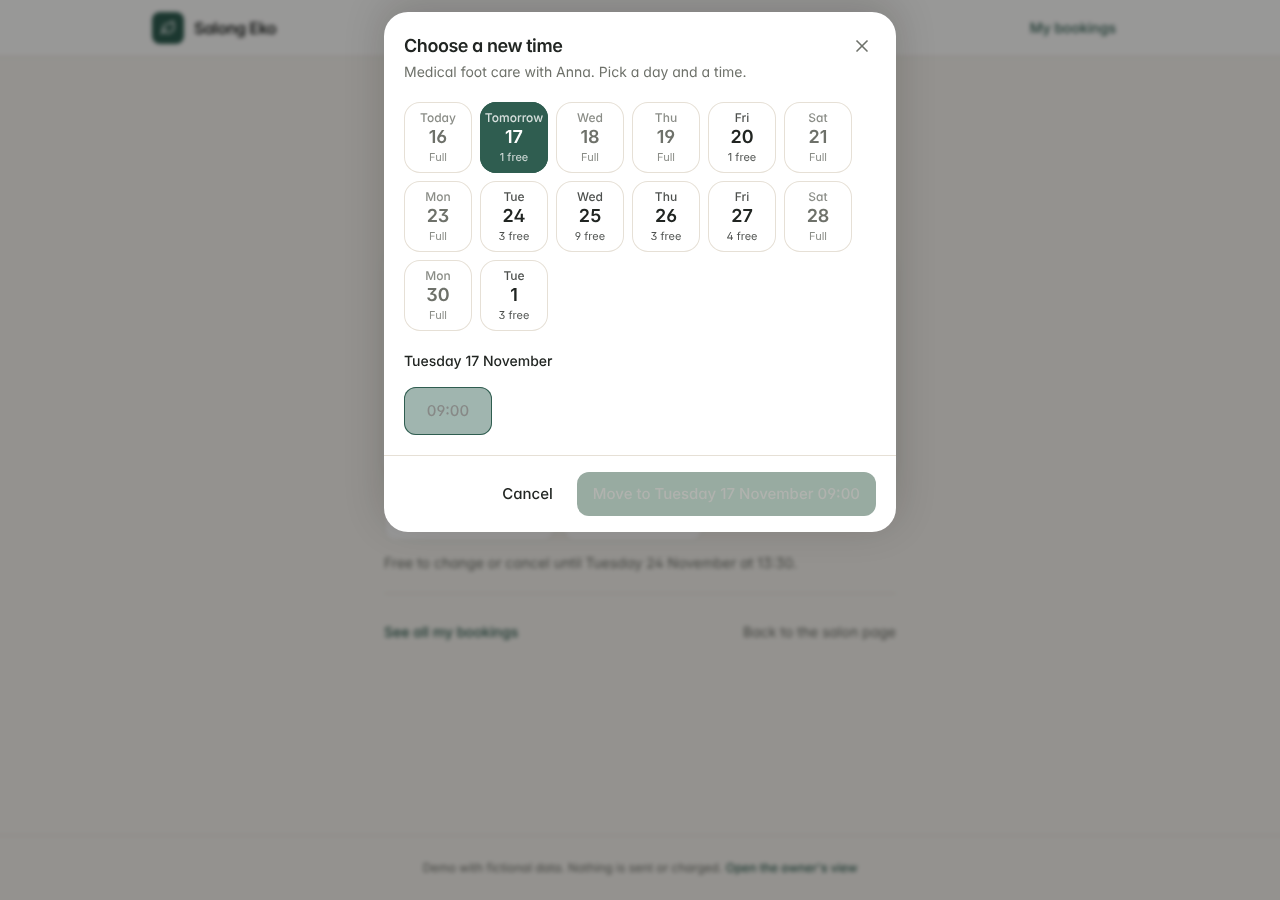 Salong Eko
My bookings
Choose a new time
Medical foot care with Anna. Pick a day and a time.
Today Tomorrow Wed Thu Fri Sat
16 17 18 19 20 21
Full 1 free Full Full 1 free Full
Mon Tue Wed Thu Fri Sat
23 24 25 26 27 28
Full 3 free 9 free 3 free 4 free Full
Mon Tue
30 1
Full 3 free
Tuesday 17 November
09:00
Cancel Move to Tuesday 17 November 09:00
Free to change or cancel until Tuesday 24 November at 13:30.
See all my bookings Back to the salon page
Demo with fictional data. Nothing is sent or charged. Open the owner's view